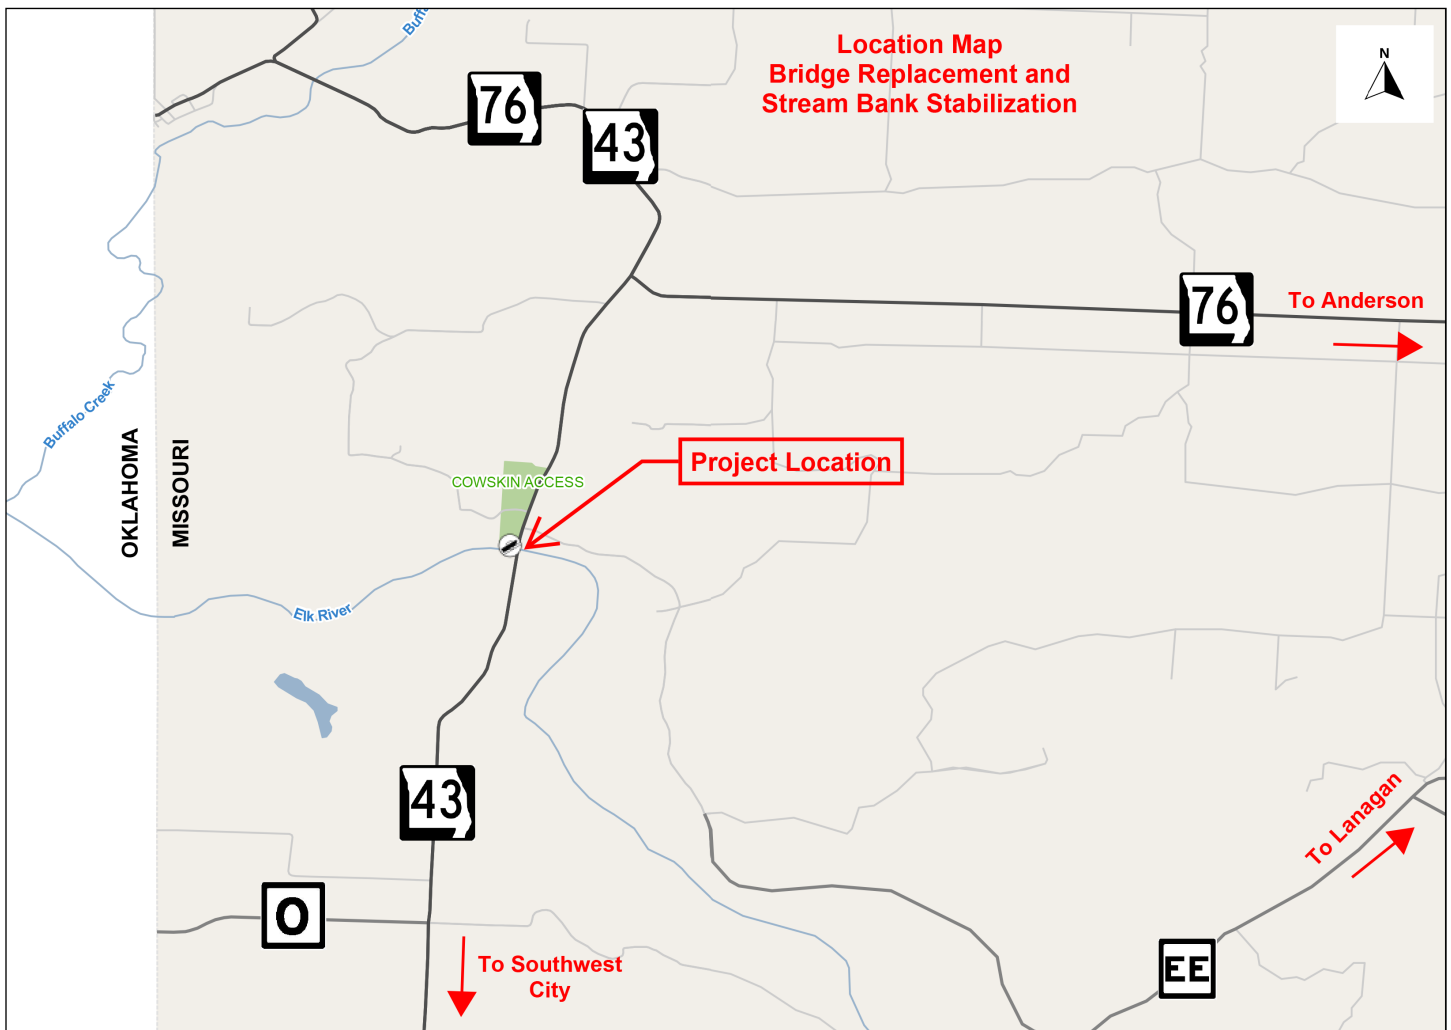 Buff
Location Map
Bridge Replacement and
Stream Bank Stabilization
N
76
43
76
To Anderson
Buffalo Creek
OKLAHOMA
MISSOURI
Project Location
COWSKIN ACCESS
Elk River
43
To Lanagan
O
To Southwest
City
EE